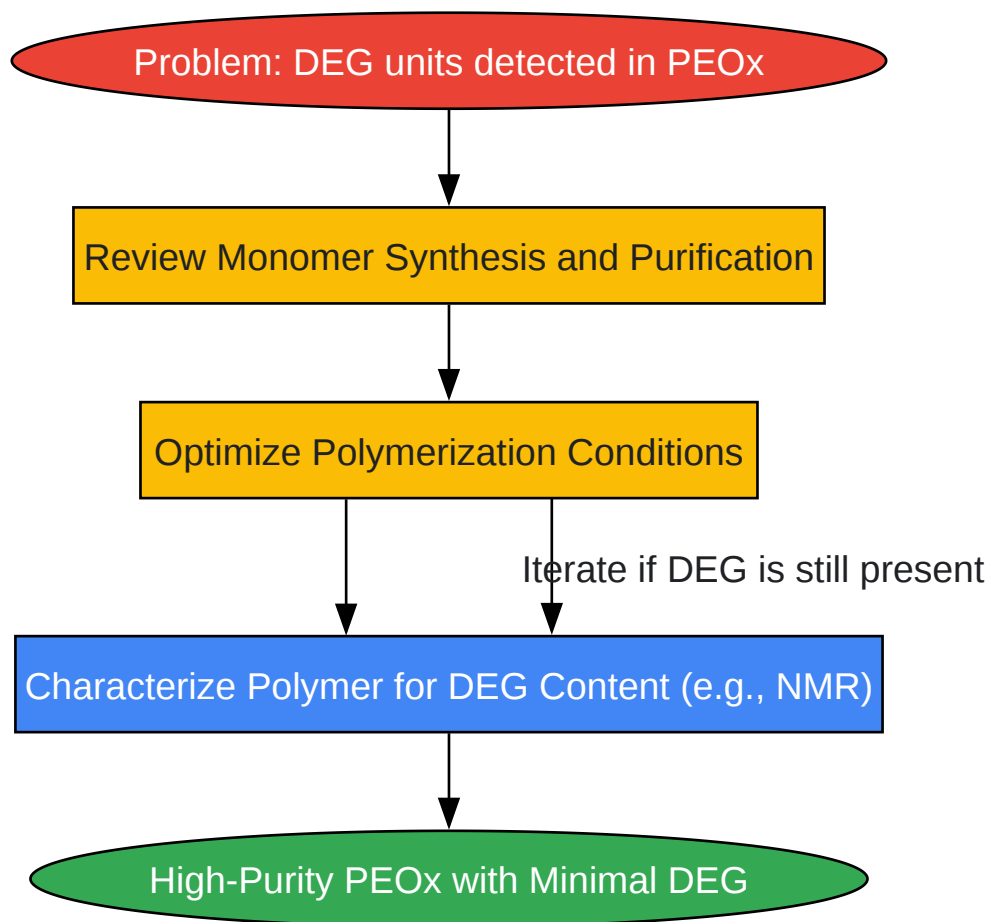 Problem: DEG units detected in PEOx
Review Monomer Synthesis and Purification
Optimize Polymerization Conditions
Iterate if DEG is still present
Characterize Polymer for DEG Content (e.g., NMR)
High-Purity PEOx with Minimal DEG